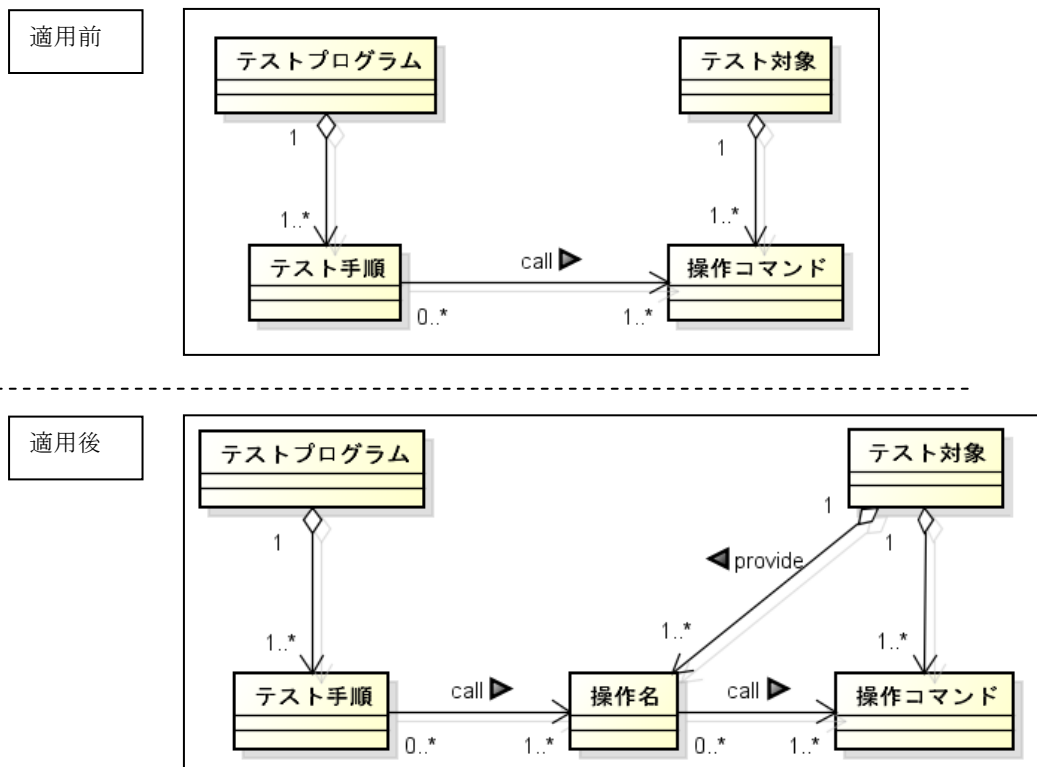 適用前
テストプログラム
テスト対象
1
1
1..*
1..*
テスト手順
call
操作コマンド
0..*
1..*
適用後
テストプログラム
テスト対象
1
1
1
provide
1..*
1..*
1..*
テスト手順
call
操作名
call
操作コマンド
0..*
1..*
0..*
1..*